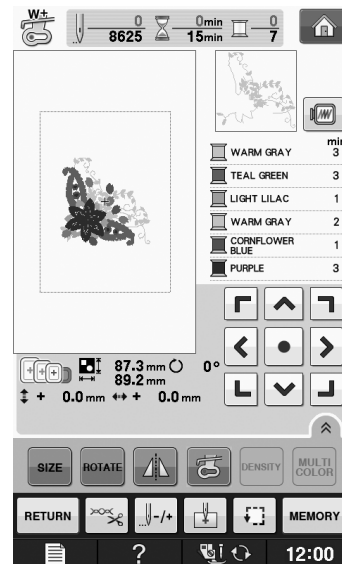 W+
0 0min 0
8625 15min 7
min
WARM GRAY 3
TEAL GREEN 3
LIGHT LILAC 1
WARM GRAY 2
CORNFLOWER
BLUE 1
PURPLE 3
87.3 mm 0°
89.2 mm
+ 0.0 mm + 0.0 mm
SIZE ROTATE DENSITY MULTI
COLOR
RETURN -/+ MEMORY
? 12:00